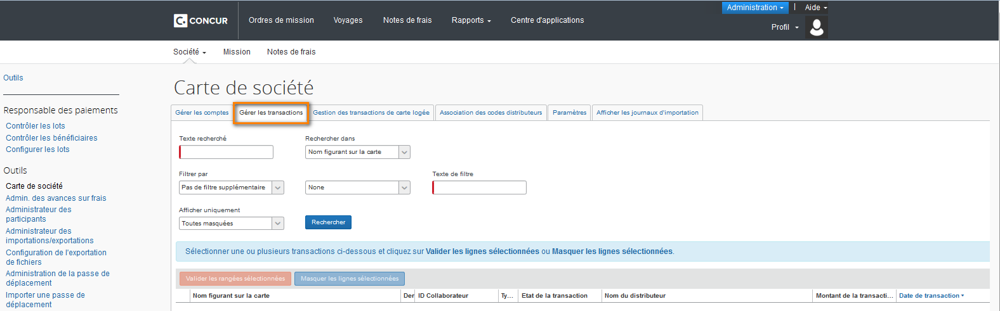 Administration | Aide
CONCUR Ordres de mission Voyages Notes de frais Rapports Centre d'applications
Profil
Société Mission Notes de frais
Outils
Responsable des paiements
Contrôler les lots
Contrôler les bénéficiaires
Configurer les lots
Outils
Carte de société
Admin. des avances sur frais
Administrateur des
participants
Administrateur des
importations/exportations
Configuration de l'exportation
de fichiers
Administration de la passe de
déplacement
Importer une passe de
déplacement
Carte de société
Gérer les comptes Gérer les transactions Gestion des transactions de carte logée Association des codes distributeurs Paramètres Afficher les journaux d'importation
Texte recherché Rechercher dans
Nom figurant sur la carte
Filtrer par Texte de filtre
Pas de filtre supplémentaire None
Afficher uniquement
Toutes masquées Rechercher
Sélectionner une ou plusieurs transactions ci-dessous et cliquez sur Valider les lignes sélectionnées ou Masquer les lignes sélectionnées.
Valider les rangées sélectionnées Masquer les lignes sélectionnées
Nom figurant sur la carte Der ID Collaborateur Ty... Etat de la transaction Nom du distributeur Montant de la transacti... Date de transaction